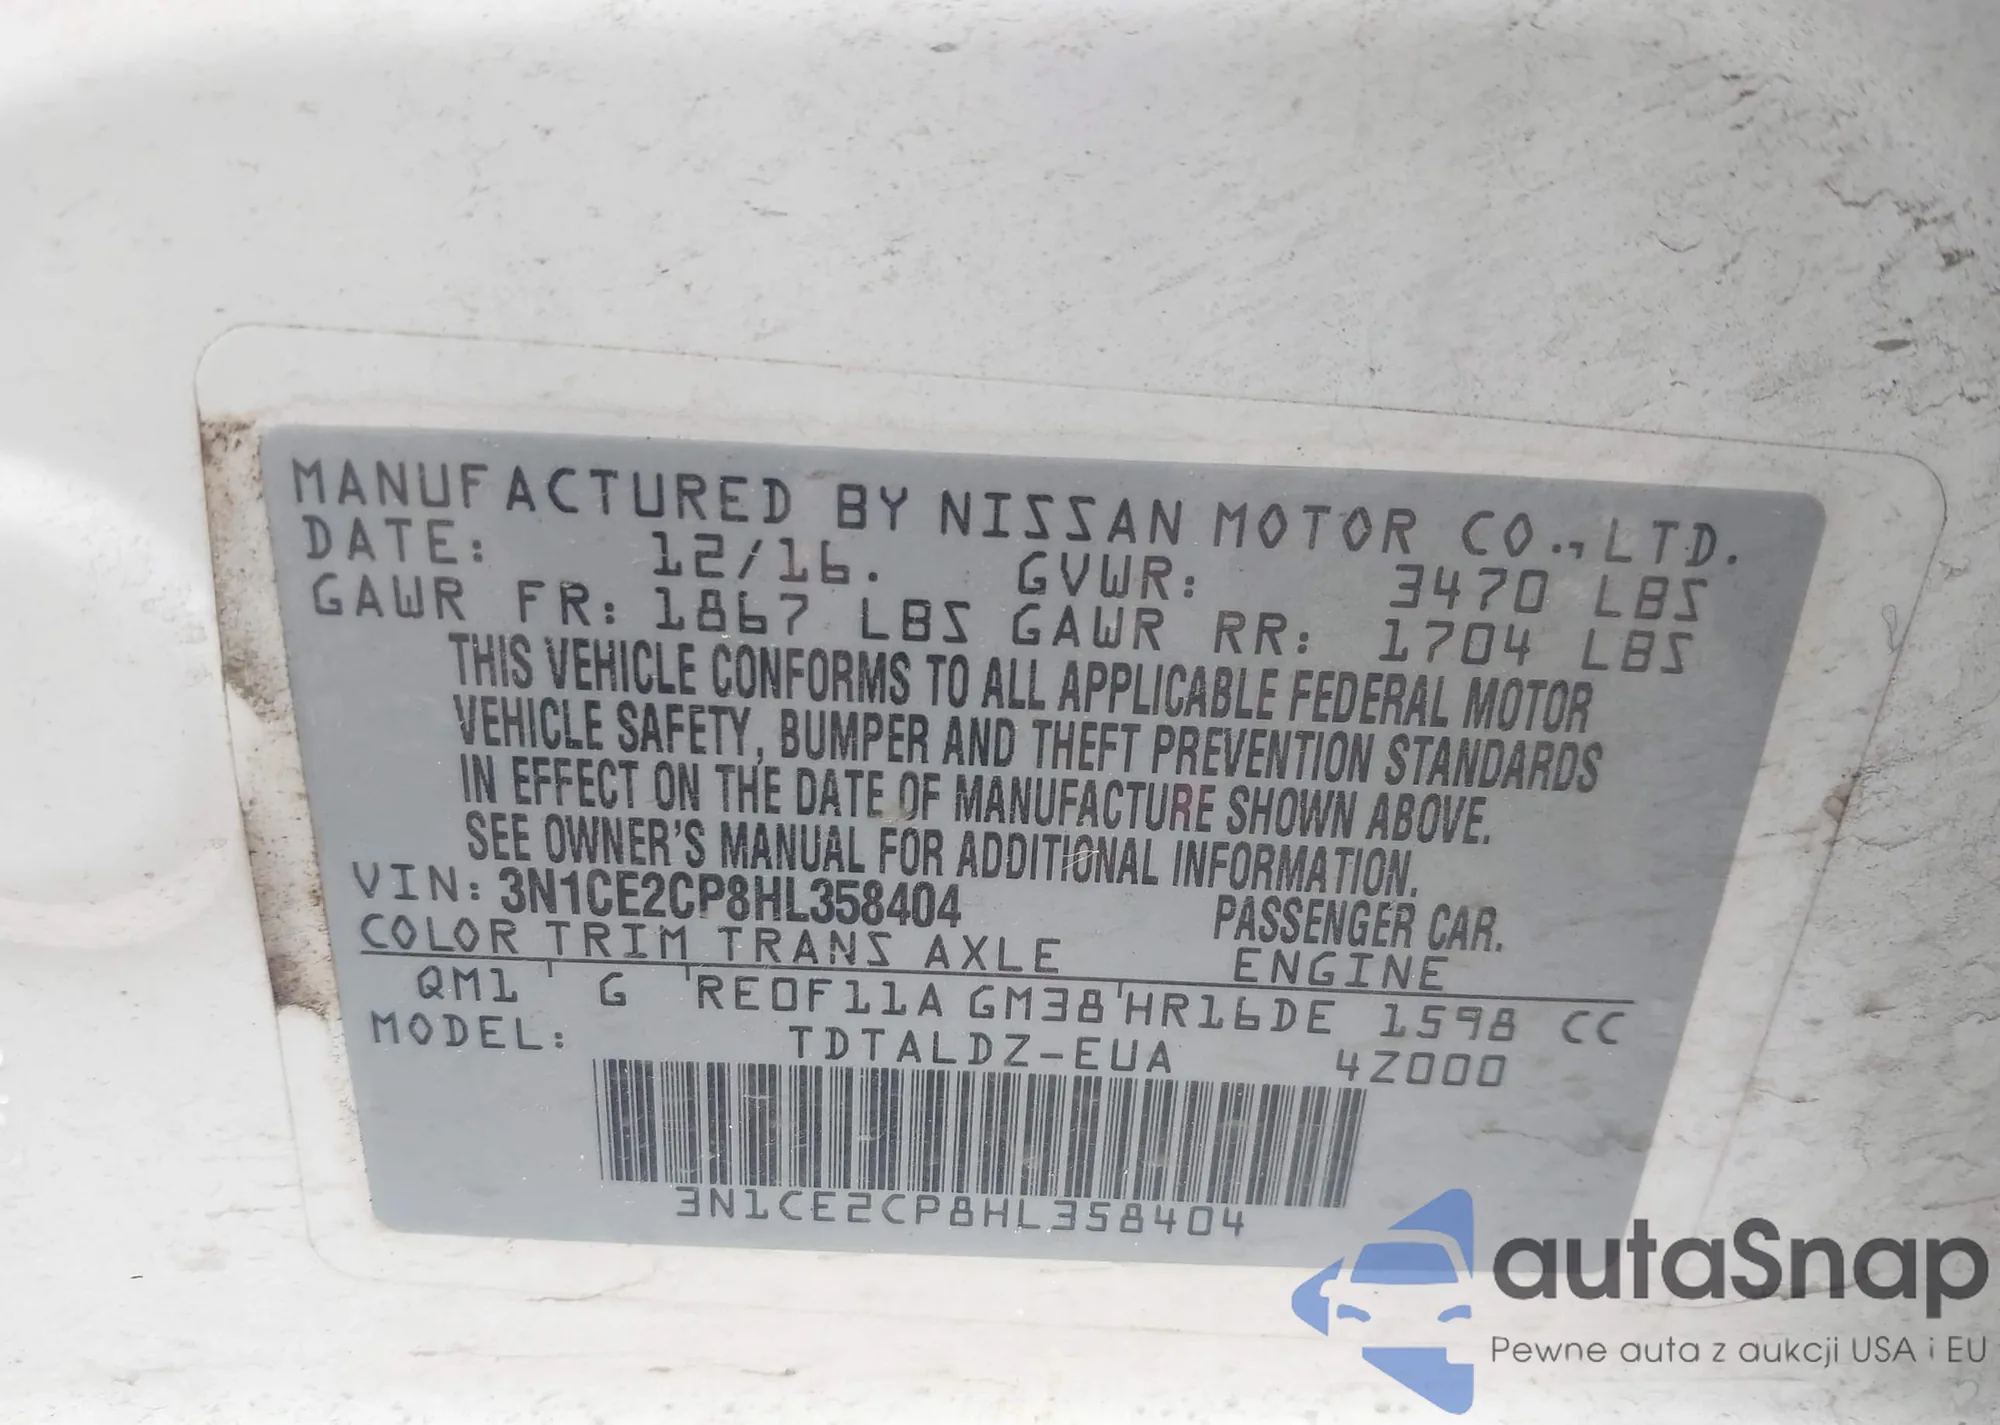 MANUFACTURED BY NISSAN MOTOR CO.,LTD.
DATE: 12/16. GVWR: 3470 LBS
GAWR FR: 1867 LBS GAWR RR: 1704 LBS
THIS VEHICLE CONFORMS TO ALL APPLICABLE FEDERAL MOTOR
VEHICLE SAFETY, BUMPER AND THEFT PREVENTION STANDARDS
IN EFFECT ON THE DATE OF MANUFACTURE SHOWN ABOVE.
SEE OWNER'S MANUAL FOR ADDITIONAL INFORMATION.
VIN: 3N1CE2CP8HL358404 PASSENGER CAR.
COLOR TRIM TRANS AXLE ENGINE
QM1 G RE0F11A GM38 HR16DE 1598 CC
MODEL: TDTALDZ-EUA 4Z000
3N1CE2CP8HL358404
autaSnap
Pewne auta z aukcji USA i EU